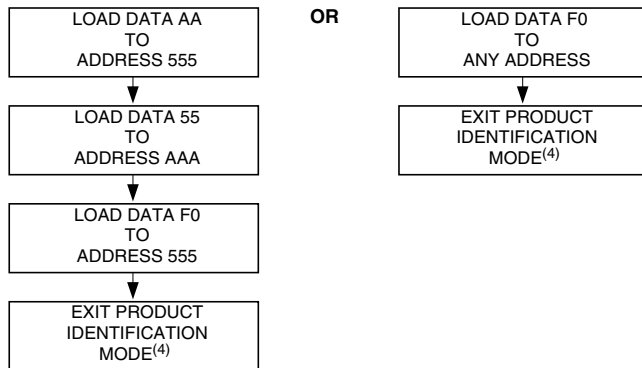 LOAD DATA AA
TO
ADDRESS 555
LOAD DATA 55
TO
ADDRESS AAA
LOAD DATA F0
TO
ADDRESS 555
EXIT PRODUCT
IDENTIFICATION
MODE(4)
OR
LOAD DATA F0
TO
ANY ADDRESS
EXIT PRODUCT
IDENTIFICATION
MODE(4)